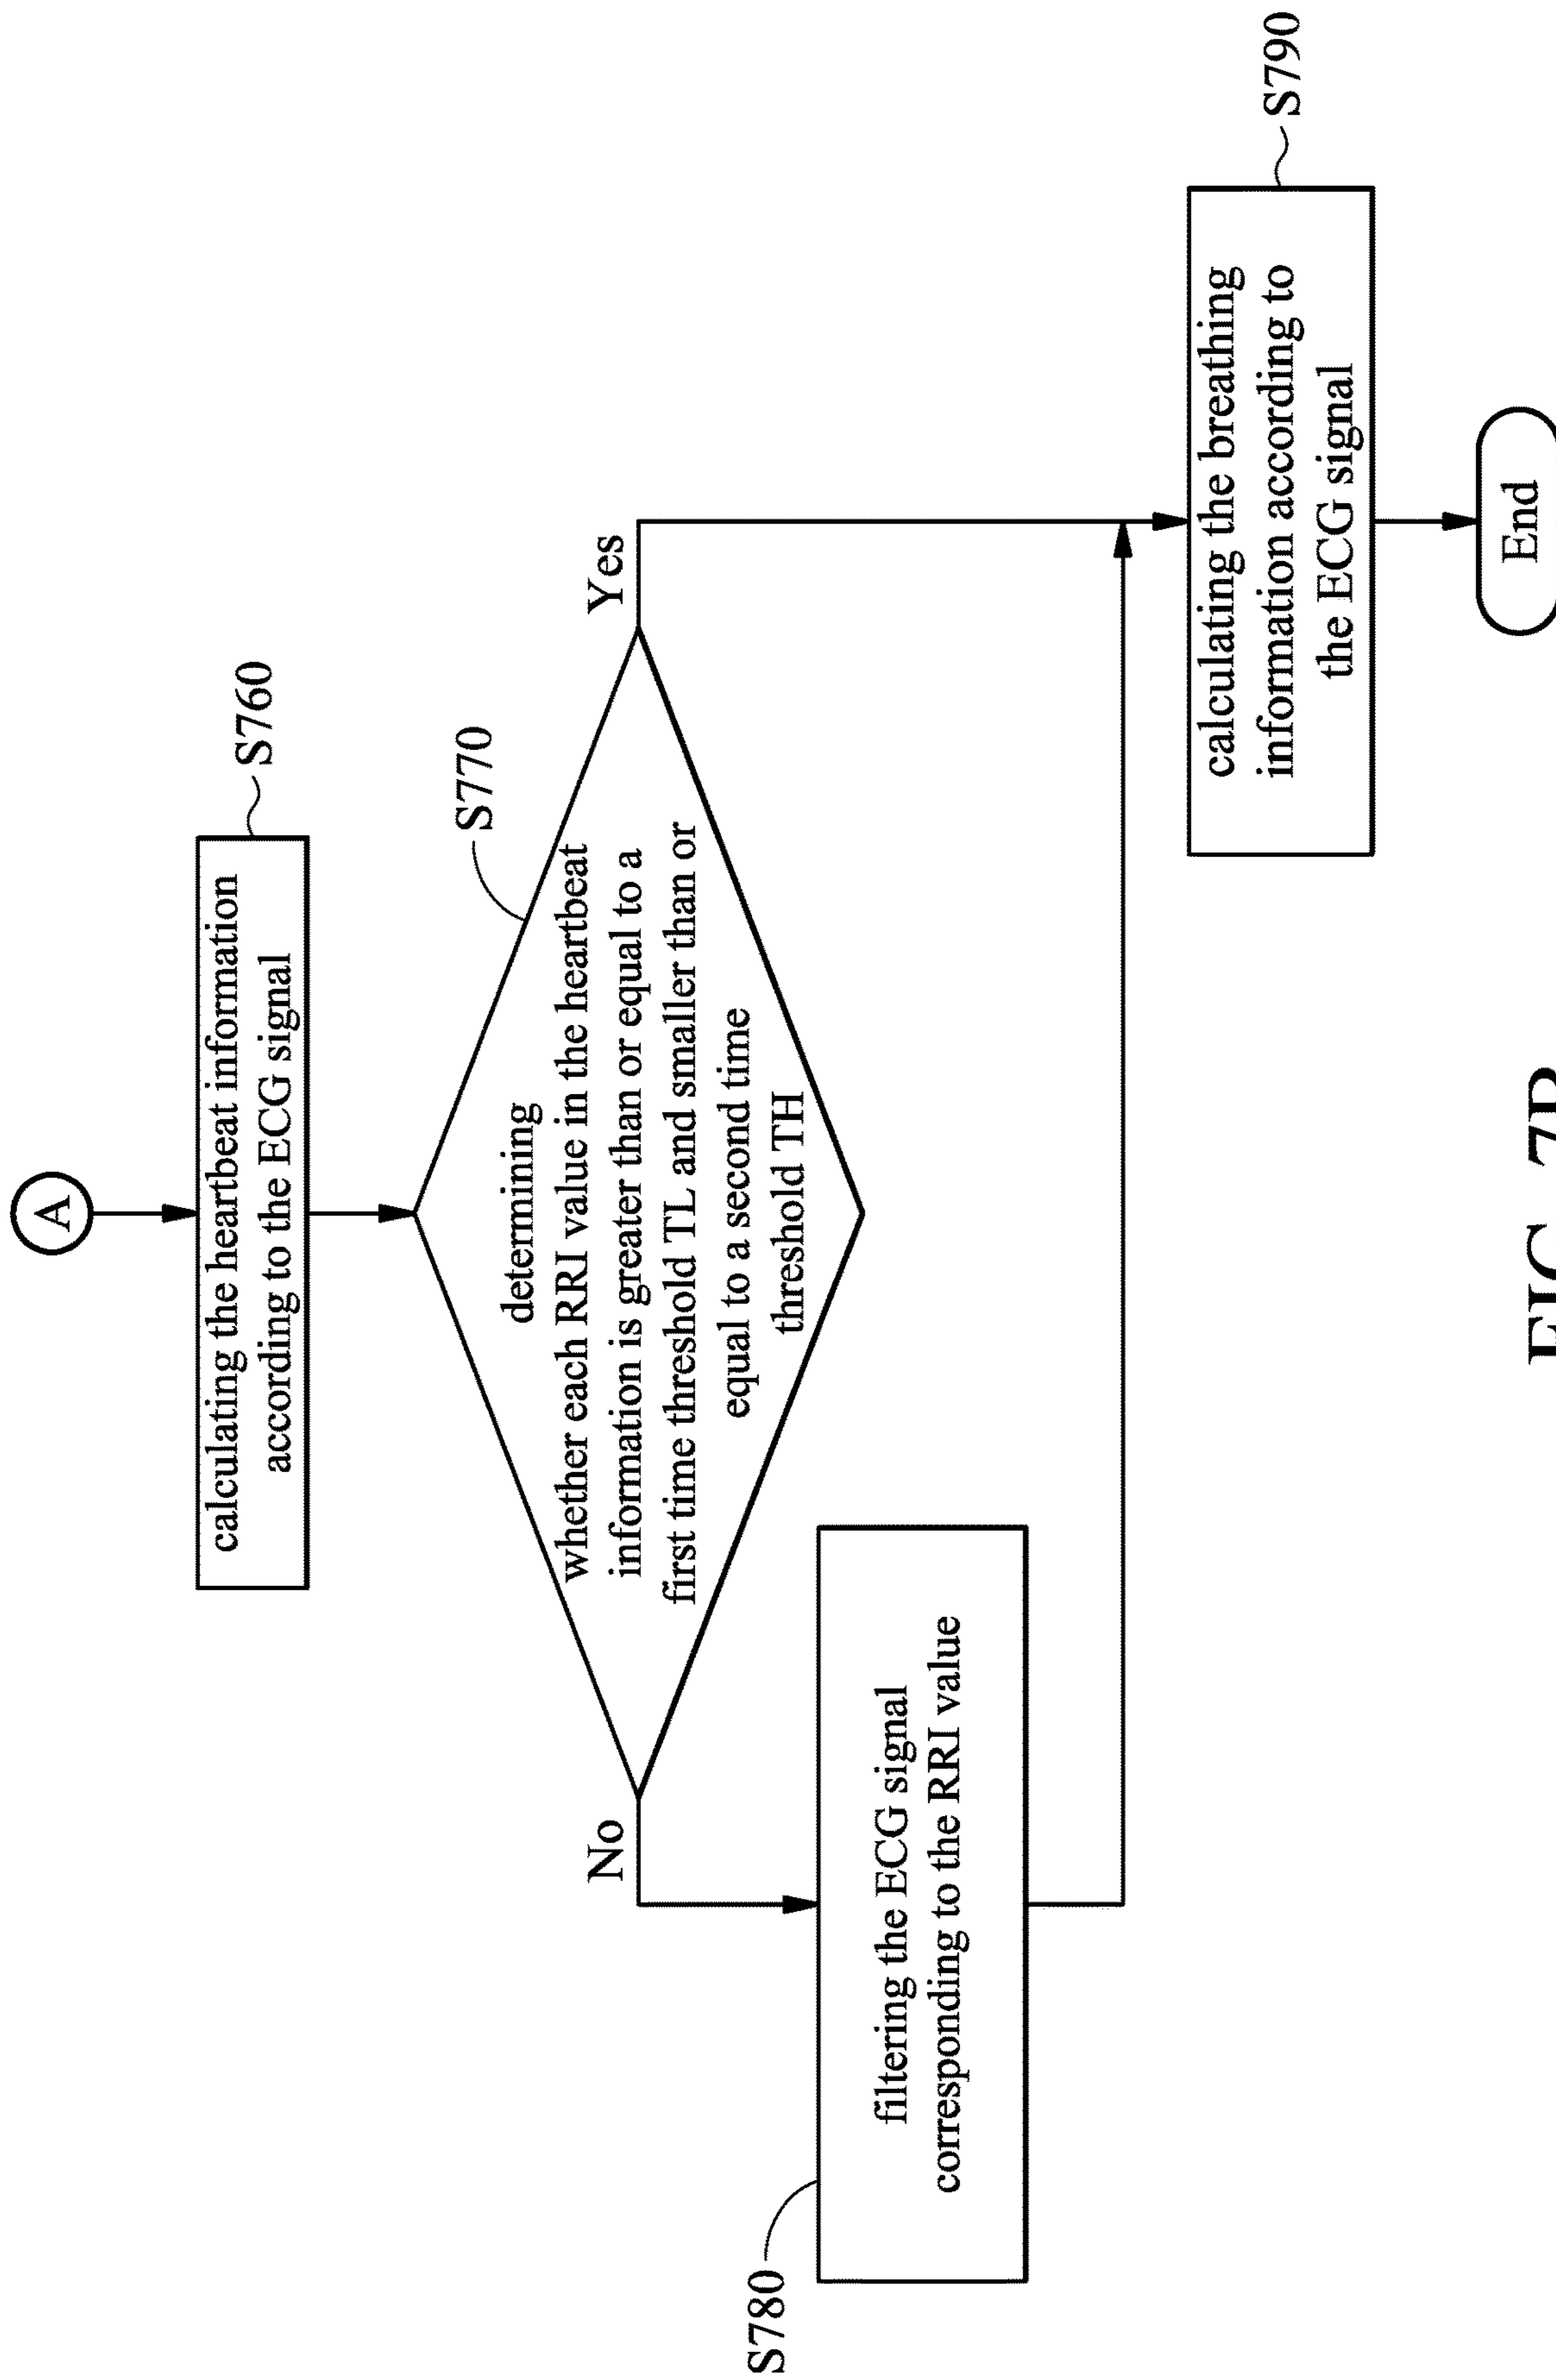 A
S760
calculating the heartbeat information
according to the ECG signal
S770
determining
whether each RRI value in the heartbeat
information is greater than or equal to a
first time threshold TL and smaller than or
equal to a second time
threshold TH
No
Yes
S780
filtering the ECG signal
corresponding to the RRI value
S790
calculating the breathing
information according to
the ECG signal
End
FIG. 7B